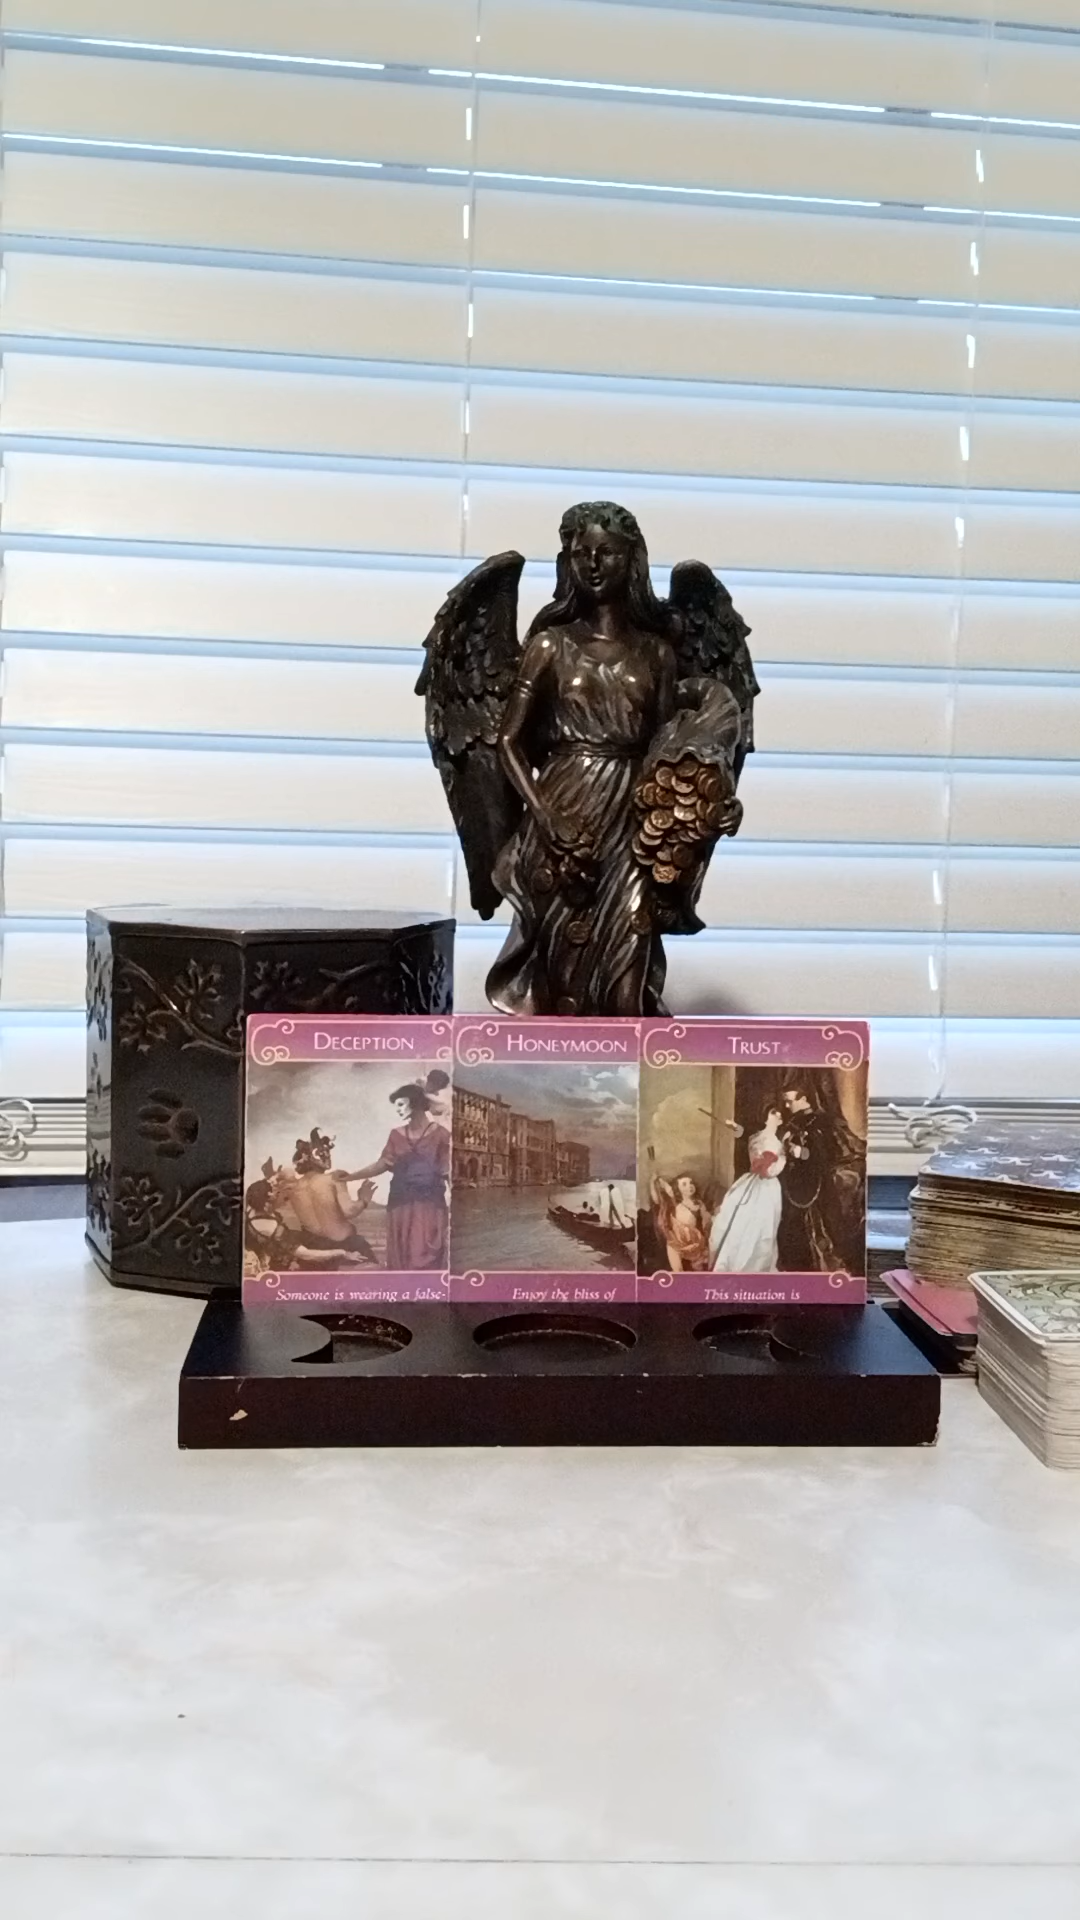 DECEPTION
HONEYMOON
TRUST
Someone is wearing a false-
Enjoy the bliss of
This situation is